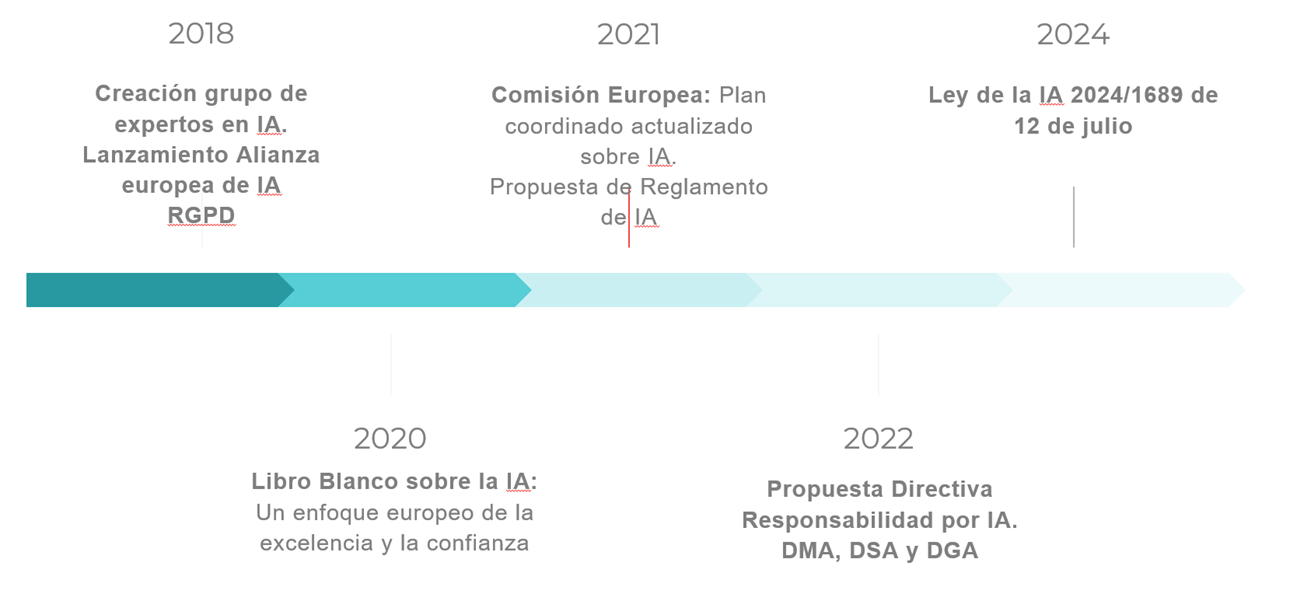 2018
Creación grupo de
expertos en IA.
Lanzamiento Alianza
europea de IA
RGPD
2021
Comisión Europea: Plan
coordinado actualizado
sobre IA.
Propuesta de Reglamento
de IA
2024
Ley de la IA 2024/1689 de
12 de julio
2020
Libro Blanco sobre la IA:
Un enfoque europeo de la
excelencia y la confianza
2022
Propuesta Directiva
Responsabilidad por IA.
DMA, DSA y DGA